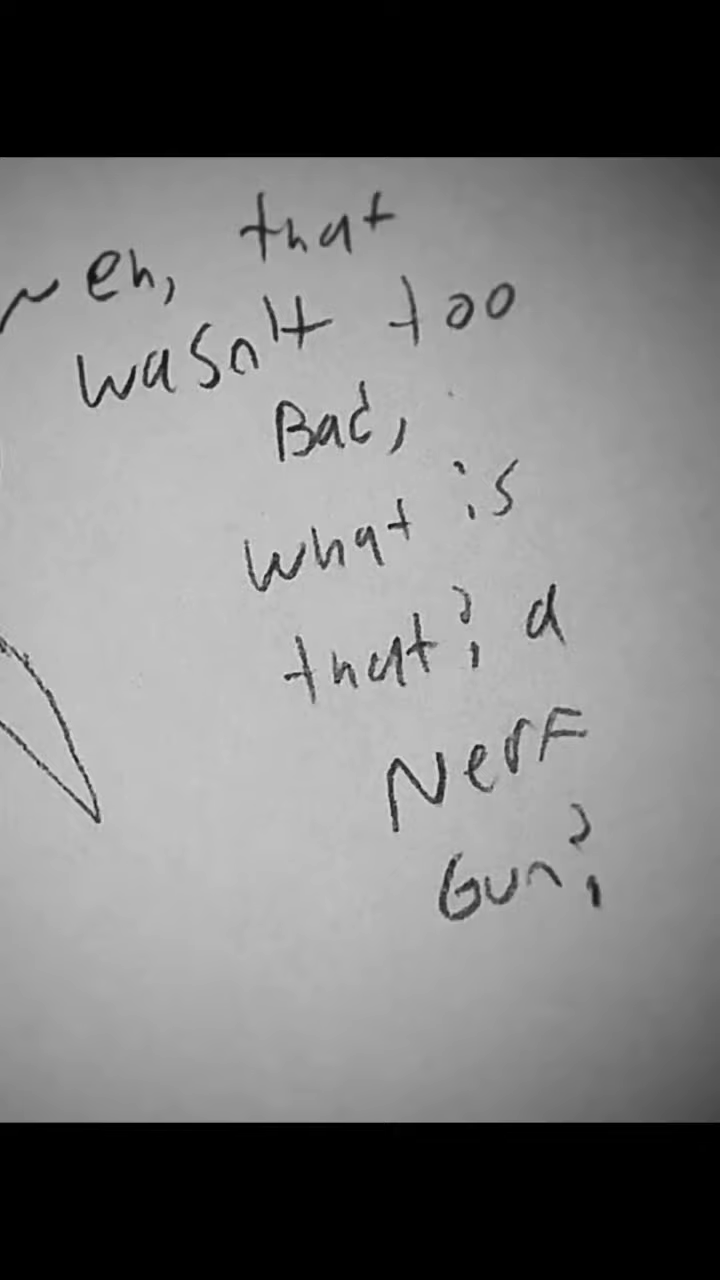 eh, that
wasn't too
Bad,
what is
that? a
Nerf
Gun?